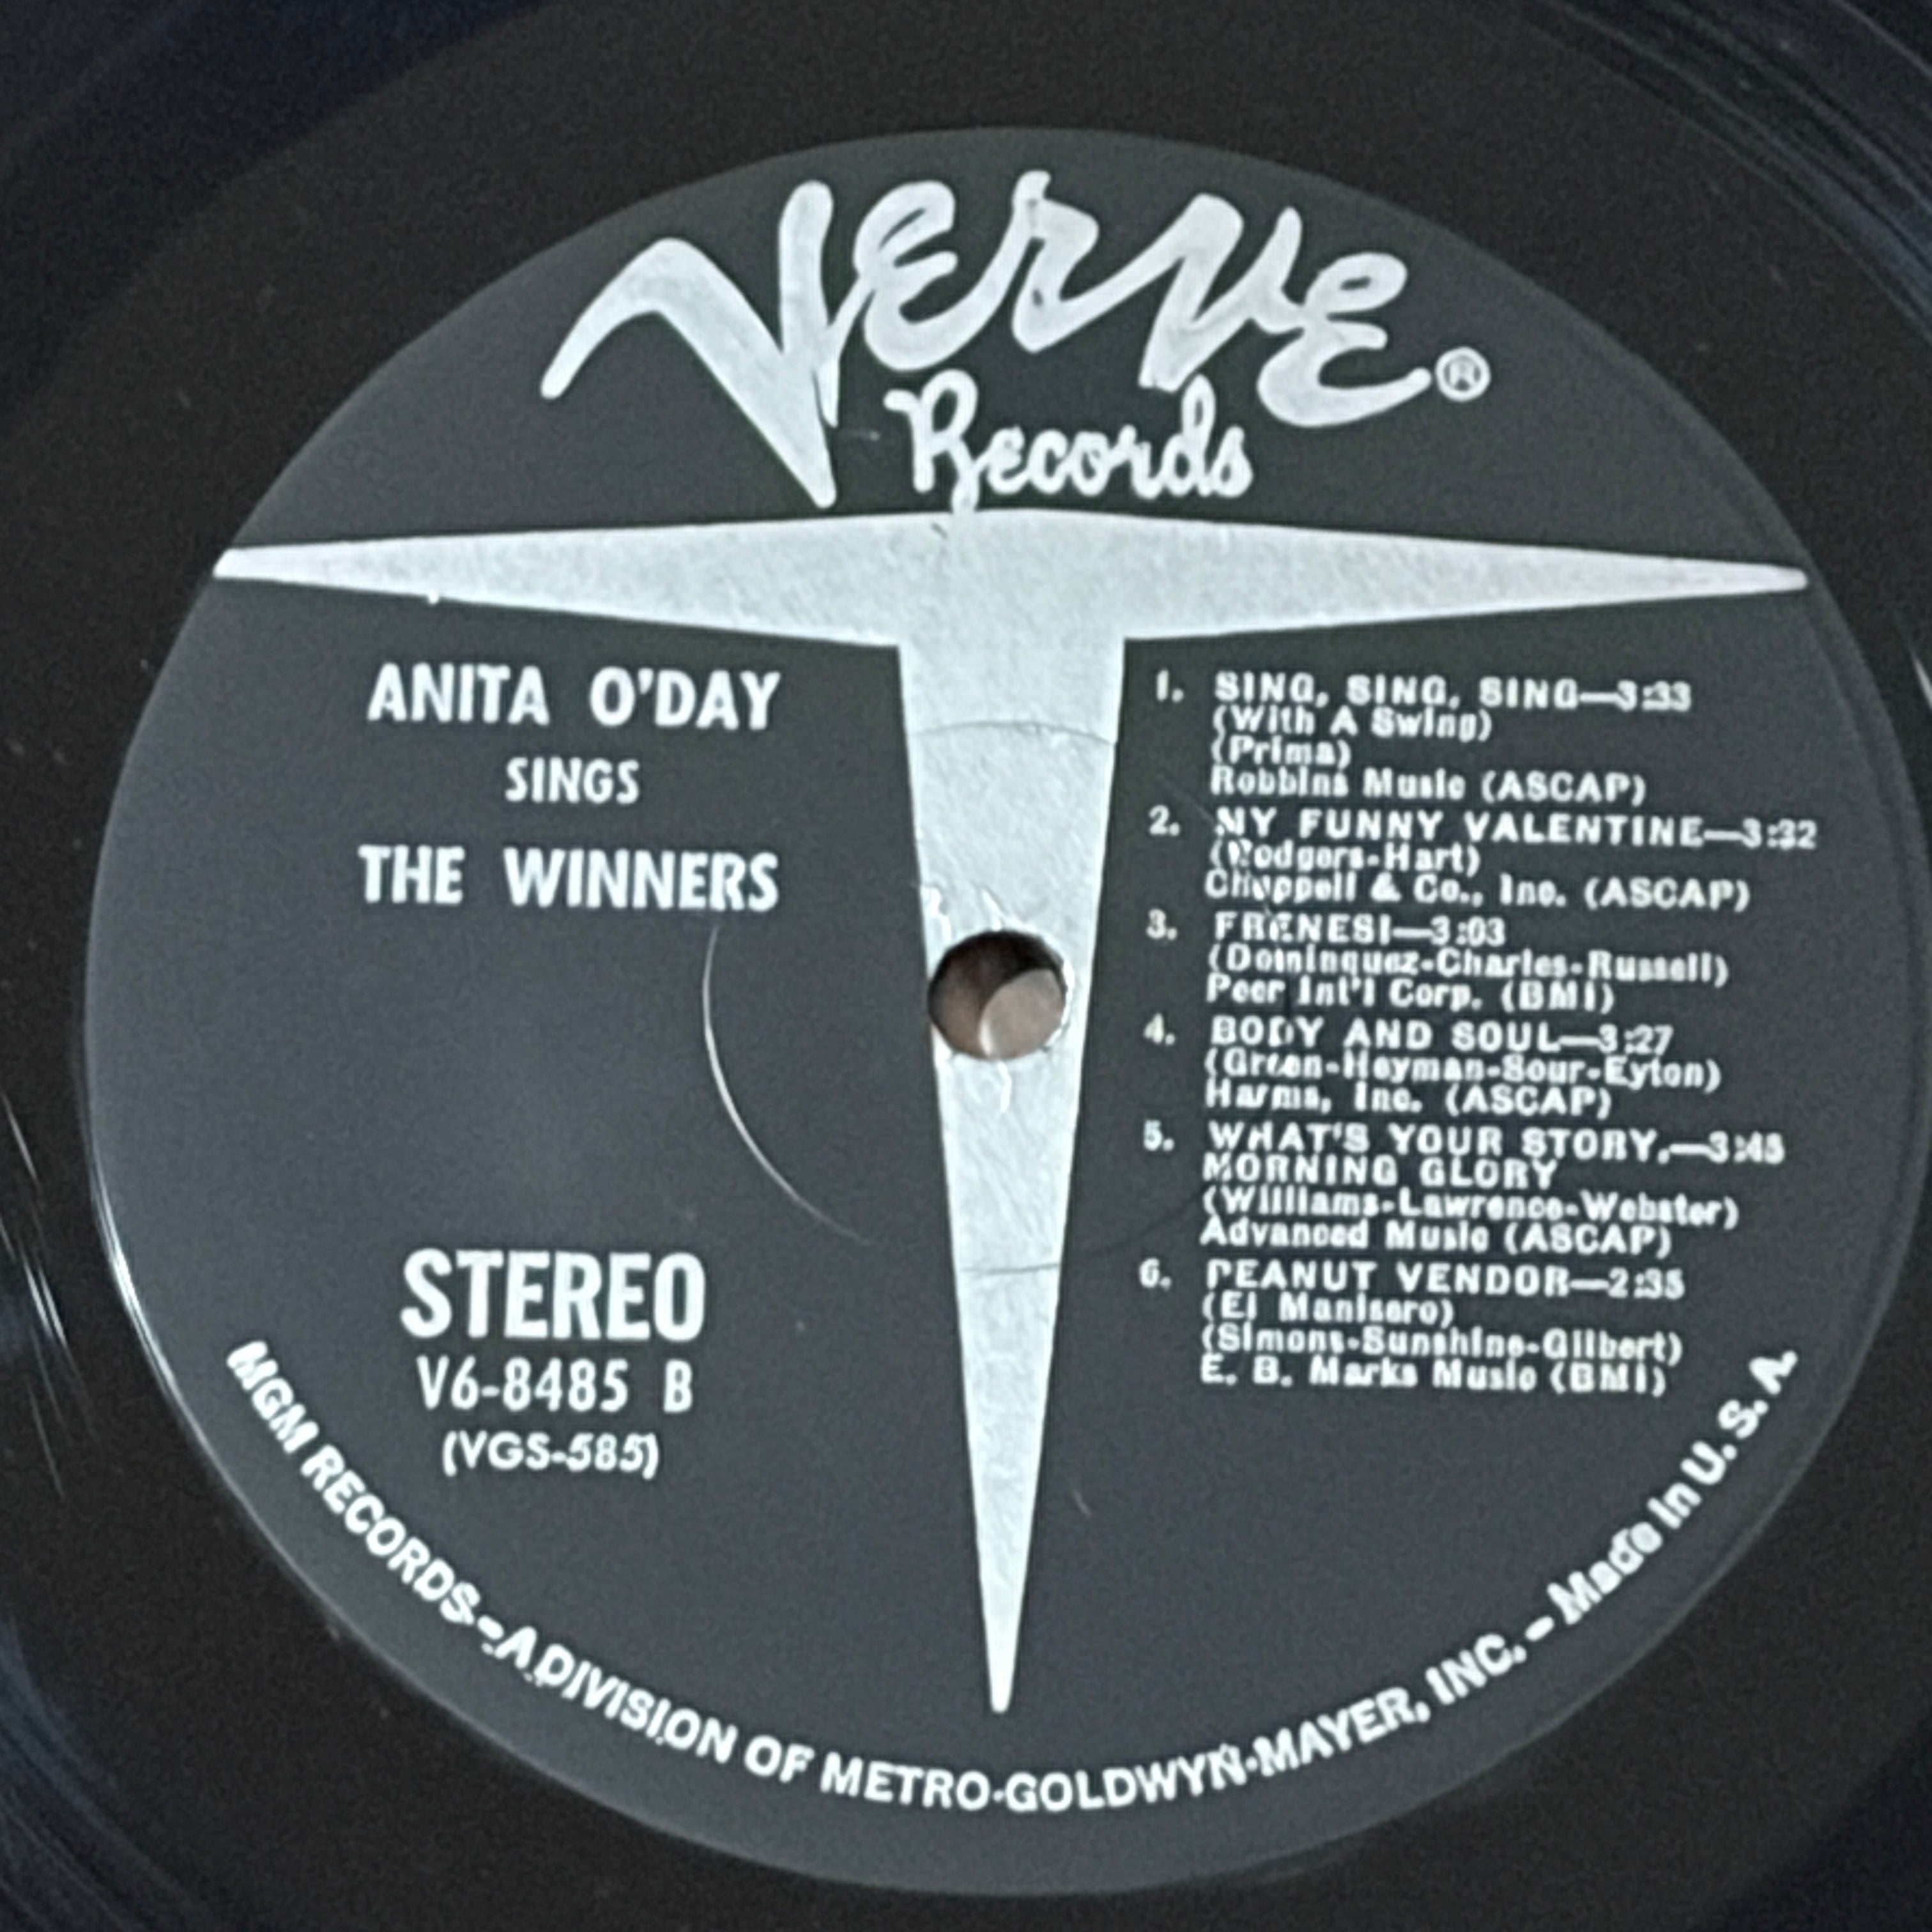 Verve®
Records
ANITA O'DAY
SINGS
THE WINNERS
STEREO
V6-8485 B
(VGS-585)
1. SING, SING, SING—3:33
(With A Swing)
(Prima)
Robbins Music (ASCAP)
2. MY FUNNY VALENTINE—3:32
(Rodgers-Hart)
Chappell & Co., Inc. (ASCAP)
3. FRENESI—3:03
(Dominquez-Charles-Russell)
Peer Int'l Corp. (BMI)
4. BODY AND SOUL—3:27
(Green-Heyman-Sour-Eyton)
Harms, Inc. (ASCAP)
5. WHAT'S YOUR STORY,—3:45
MORNING GLORY
(Williams-Lawrence-Webster)
Advanced Music (ASCAP)
6. PEANUT VENDOR—2:35
(El Manisero)
(Simons-Sunshine-Gilbert)
E. B. Marks Music (BMI)
MGM RECORDS - A DIVISION OF METRO-GOLDWYN-MAYER, INC. - Made in U. S. A.